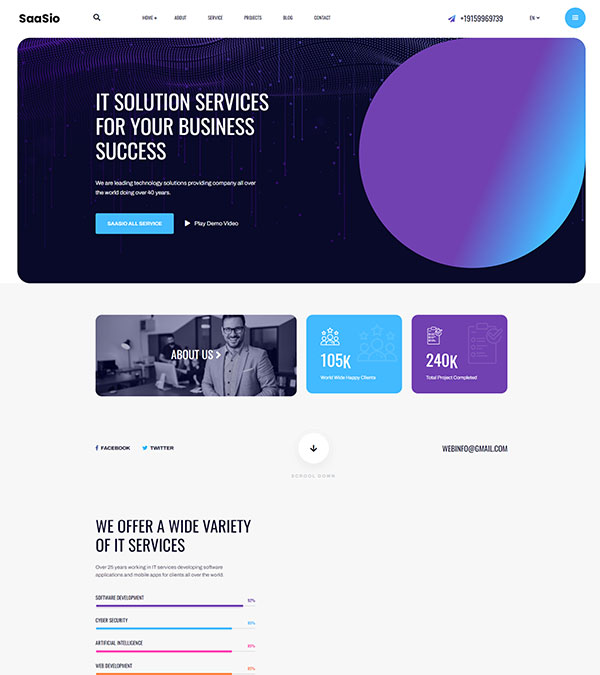 SaaSio
HOME
ABOUT
SERVICE
PROJECTS
BLOG
CONTACT
+19159969739
EN
IT SOLUTION SERVICES
FOR YOUR BUSINESS
SUCCESS
We are leading technology solutions providing company all over
the world doing over 40 years.
SAASIO ALL SERVICE
Play Demo Video
ABOUT US
105K
World Wide Happy Clients
240K
Total Project Completed
FACEBOOK
TWITTER
WEBINFO@GMAIL.COM
SCROOL DOWN
WE OFFER A WIDE VARIETY
OF IT SERVICES
Over 25 years working in IT services developing software
applications and mobile apps for clients all over the world.
SOFTWARE DEVELOPMENT
92%
CYBER SECURITY
85%
ARTIFICIAL INTELLIGENCE
85%
WEB DEVELOPMENT
85%